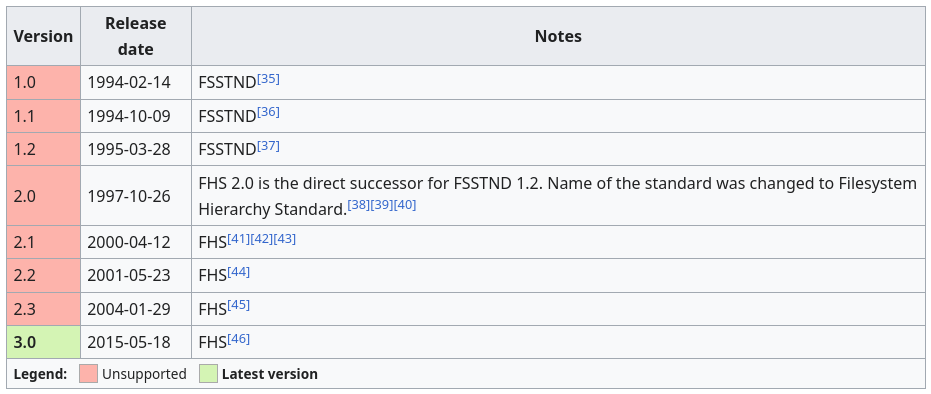 Version Release date Notes
1.0 1994-02-14 FSSTND[35]
1.1 1994-10-09 FSSTND[36]
1.2 1995-03-28 FSSTND[37]
2.0 1997-10-26 FHS 2.0 is the direct successor for FSSTND 1.2. Name of the standard was changed to Filesystem
Hierarchy Standard.[38][39][40]
2.1 2000-04-12 FHS[41][42][43]
2.2 2001-05-23 FHS[44]
2.3 2004-01-29 FHS[45]
3.0 2015-05-18 FHS[46]
Legend: Unsupported Latest version